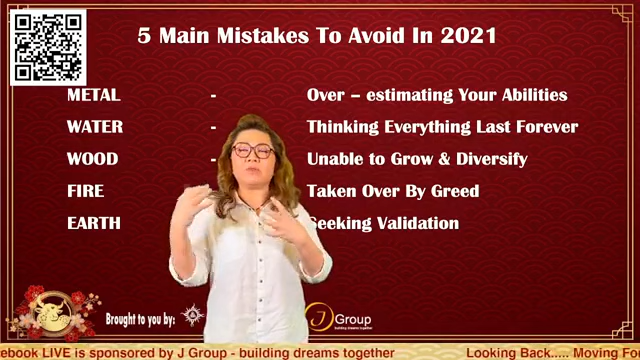 5 Main Mistakes To Avoid In 2021
METAL - Over – estimating Your Abilities
WATER - Thinking Everything Last Forever
WOOD - Unable to Grow & Diversify
FIRE Taken Over By Greed
EARTH Seeking Validation
Brought to you by:
J Group
building dreams together
ebook LIVE is sponsored by J Group - building dreams together Looking Back..... Moving Fo